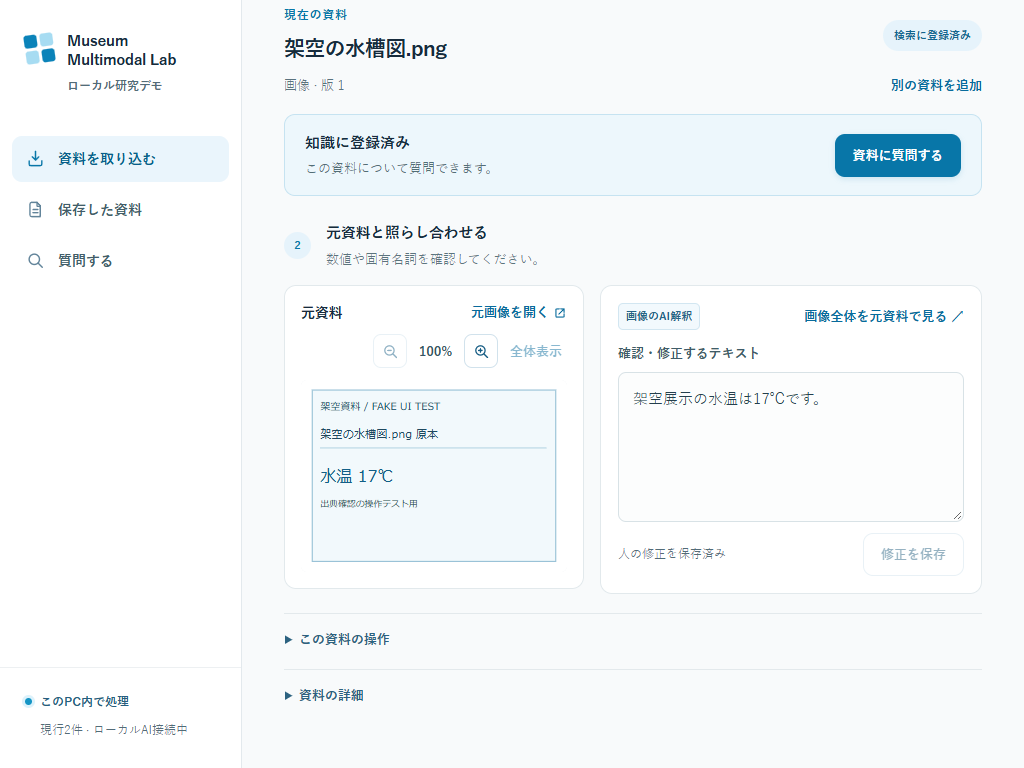 Museum
Multimodal Lab
ローカル研究デモ
資料を取り込む
保存した資料
質問する
このPC内で処理
現行2件 · ローカルAI接続中
現在の資料
架空の水槽図.png
画像 · 版 1
検索に登録済み
別の資料を追加
知識に登録済み
この資料について質問できます。
資料に質問する
2
元資料と照らし合わせる
数値や固有名詞を確認してください。
元資料
元画像を開く
100%
全体表示
架空資料 / FAKE UI TEST
架空の水槽図.png 原本
水温 17℃
出典確認の操作テスト用
画像のAI解釈
画像全体を元資料で見る
確認・修正するテキスト
架空展示の水温は17℃です。
人の修正を保存済み
修正を保存
この資料の操作
資料の詳細